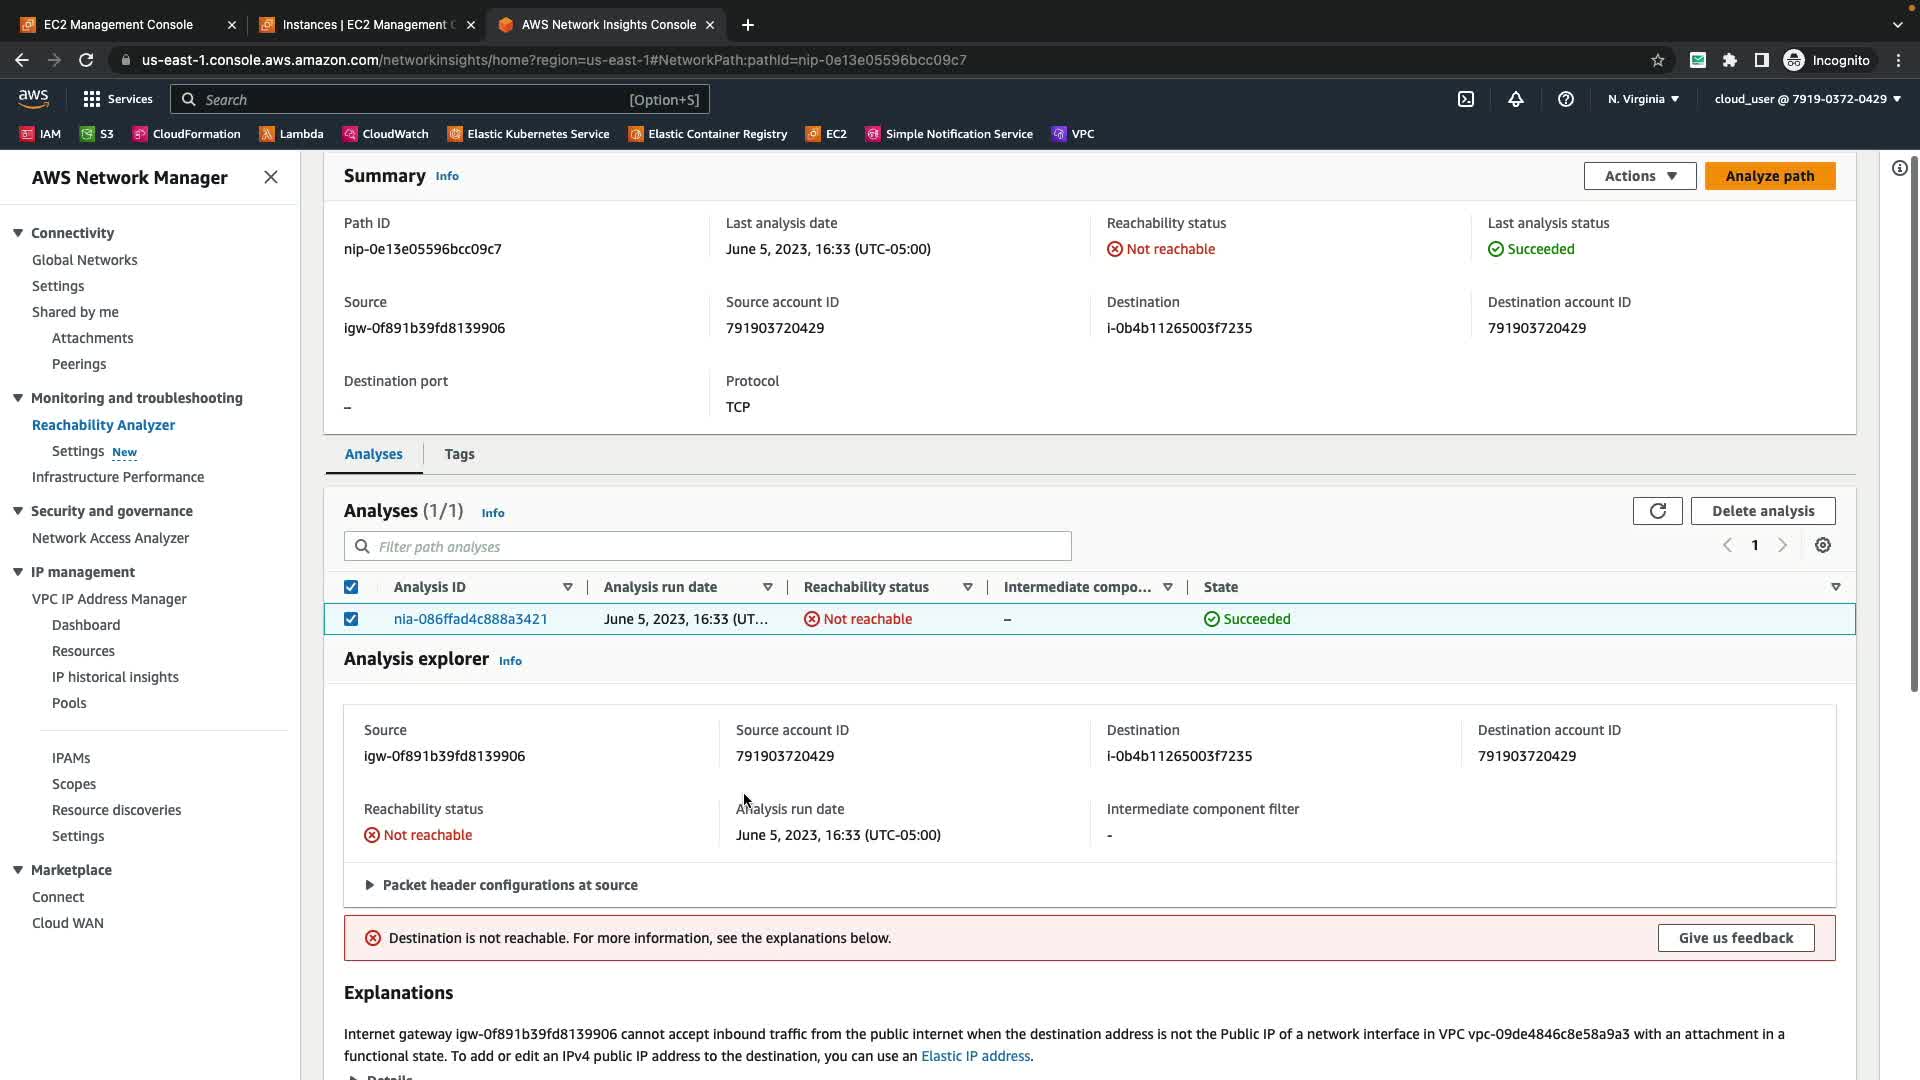 EC2 Management Console
Instances | EC2 Management C
AWS Network Insights Console
us-east-1.console.aws.amazon.com/networkinsights/home?region=us-east-1#NetworkPath:pathId=nip-0e13e05596bcc09c7
Incognito
aws
Services
Search
[Option+S]
N. Virginia
cloud_user @ 7919-0372-0429
IAM
S3
CloudFormation
Lambda
CloudWatch
Elastic Kubernetes Service
Elastic Container Registry
EC2
Simple Notification Service
VPC
AWS Network Manager
Connectivity
Global Networks
Settings
Shared by me
Attachments
Peerings
Monitoring and troubleshooting
Reachability Analyzer
Settings New
Infrastructure Performance
Security and governance
Network Access Analyzer
IP management
VPC IP Address Manager
Dashboard
Resources
IP historical insights
Pools
IPAMs
Scopes
Resource discoveries
Settings
Marketplace
Connect
Cloud WAN
Summary Info
Actions
Analyze path
Path ID
nip-0e13e05596bcc09c7
Last analysis date
June 5, 2023, 16:33 (UTC-05:00)
Reachability status
Not reachable
Last analysis status
Succeeded
Source
igw-0f891b39fd8139906
Source account ID
791903720429
Destination
i-0b4b11265003f7235
Destination account ID
791903720429
Destination port
–
Protocol
TCP
Analyses
Tags
Analyses (1/1) Info
Delete analysis
Filter path analyses
1
Analysis ID
Analysis run date
Reachability status
Intermediate compo...
State
nia-086ffad4c888a3421
June 5, 2023, 16:33 (UT...
Not reachable
–
Succeeded
Analysis explorer Info
Source
igw-0f891b39fd8139906
Source account ID
791903720429
Destination
i-0b4b11265003f7235
Destination account ID
791903720429
Reachability status
Not reachable
Analysis run date
June 5, 2023, 16:33 (UTC-05:00)
Intermediate component filter
-
Packet header configurations at source
Destination is not reachable. For more information, see the explanations below.
Give us feedback
Explanations
Internet gateway igw-0f891b39fd8139906 cannot accept inbound traffic from the public internet when the destination address is not the Public IP of a network interface in VPC vpc-09de4846c8e58a9a3 with an attachment in a
functional state. To add or edit an IPv4 public IP address to the destination, you can use an Elastic IP address.
Details